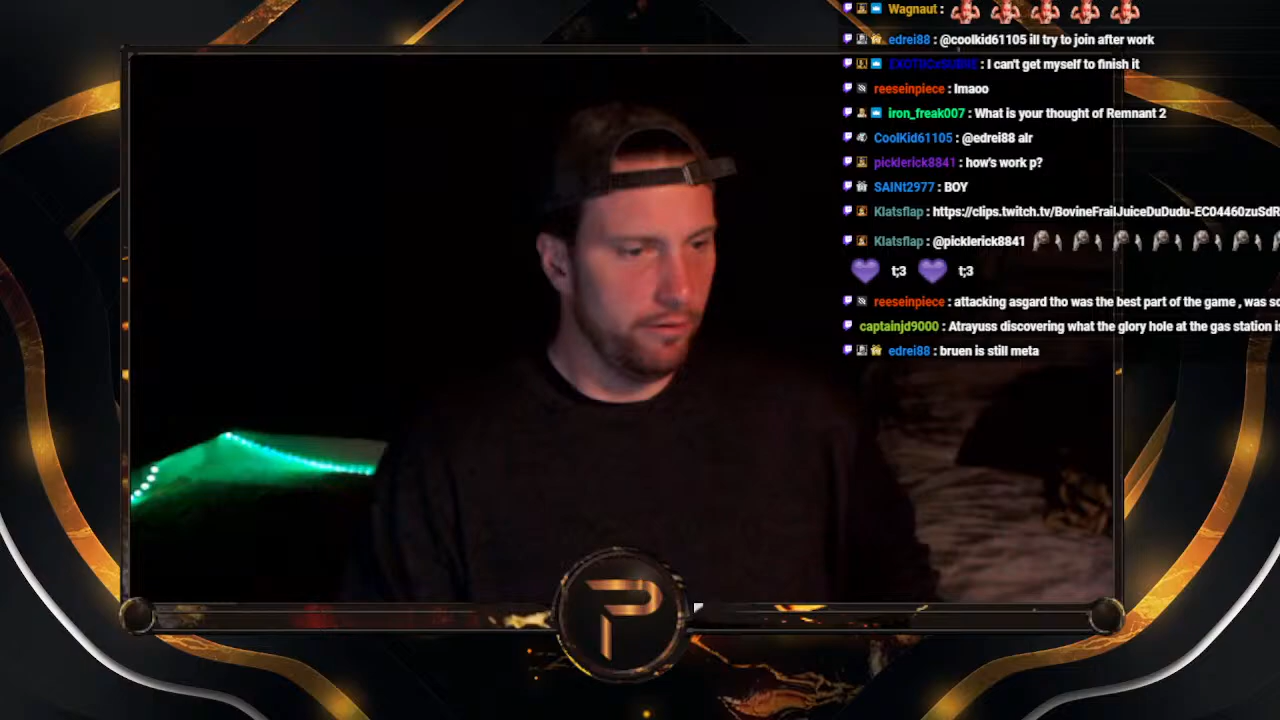 Wagnaut :
edrei88 : @coolkid61105 ill try to join after work
EXOTICxSUBIE : I can't get myself to finish it
reeseinpiece : lmaoo
iron_freak007 : What is your thought of Remnant 2
CoolKid61105 : @edrei88 alr
picklerick8841 : how's work p?
SAINt2977 : BOY
Klatsflap : https://clips.twitch.tv/BovineFrailJuiceDuDudu-EC04460zuSdR
Klatsflap : @picklerick8841
t;3 t;3
reeseinpiece : attacking asgard tho was the best part of the game , was so
captainjd9000 : Atrayuss discovering what the glory hole at the gas station is
edrei88 : bruen is still meta
P